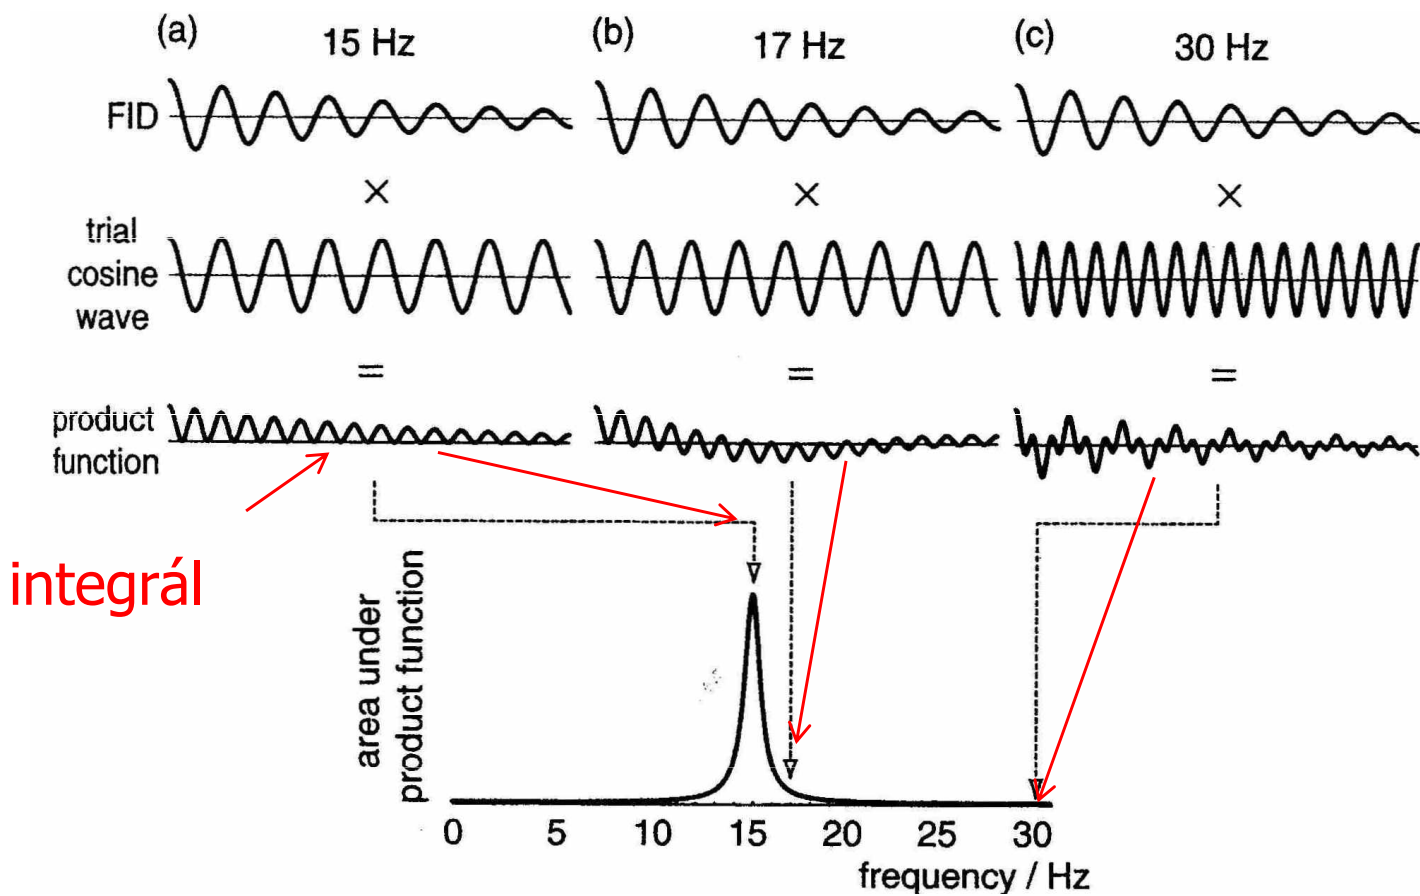 (a) 15 Hz (b) 17 Hz (c) 30 Hz
FID
× × ×
trial
cosine
wave
= = =
product
function
integrál
area under
product function
0 5 10 15 20 25 30
frequency / Hz